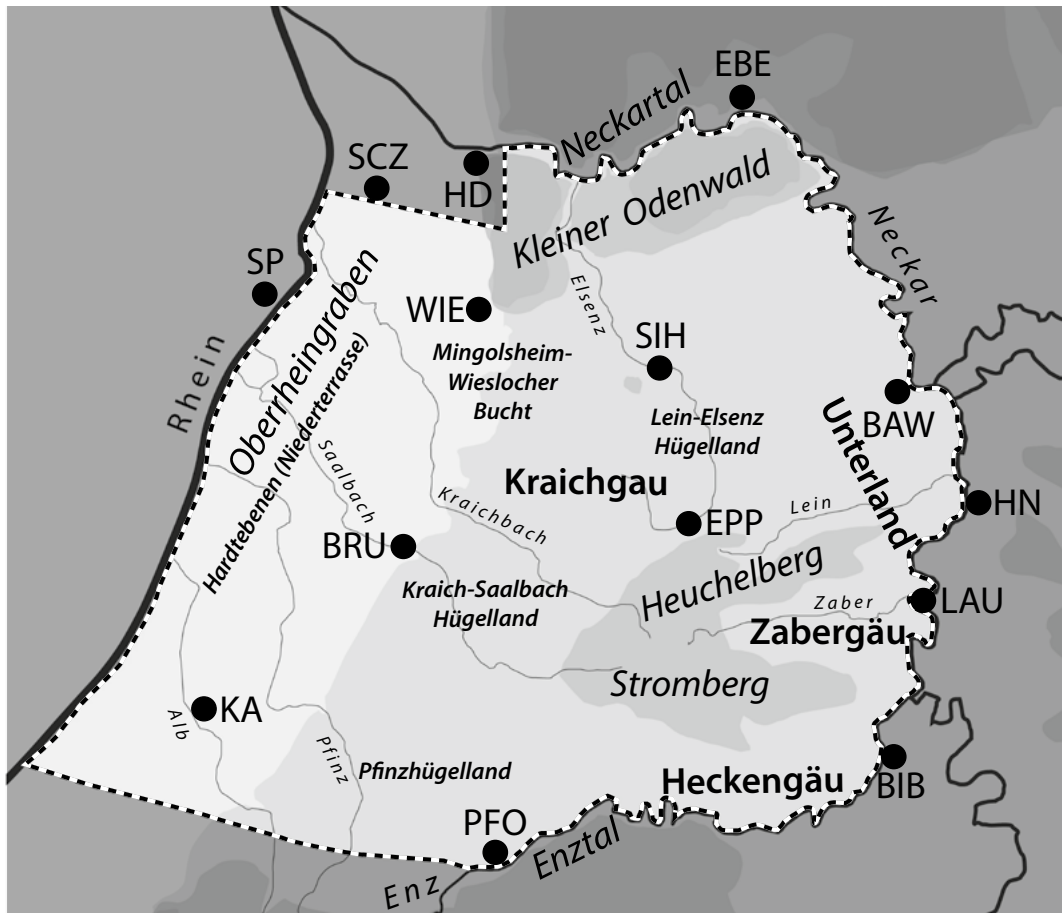 EBE
Neckartal
SCZ
HD
Kleiner Odenwald
Neckar
SP
Elsenz
WIE
SIH
Rhein
Oberrheingraben
Hardtebenen (Niederterrasse)
Mingolsheim-
Wieslocher
Bucht
Lein-Elsenz
Hügelland
BAW
Unterland
Saalbach
Kraichgau
Kraichbach
Lein
HN
EPP
BRU
Heuchelberg
Kraich-Saalbach
Hügelland
Zaber
LAU
Zabergäu
Stromberg
KA
Alb
Pfinz
Pfinzhügelland
Heckengäu
BIB
PFO
Enztal
Enz